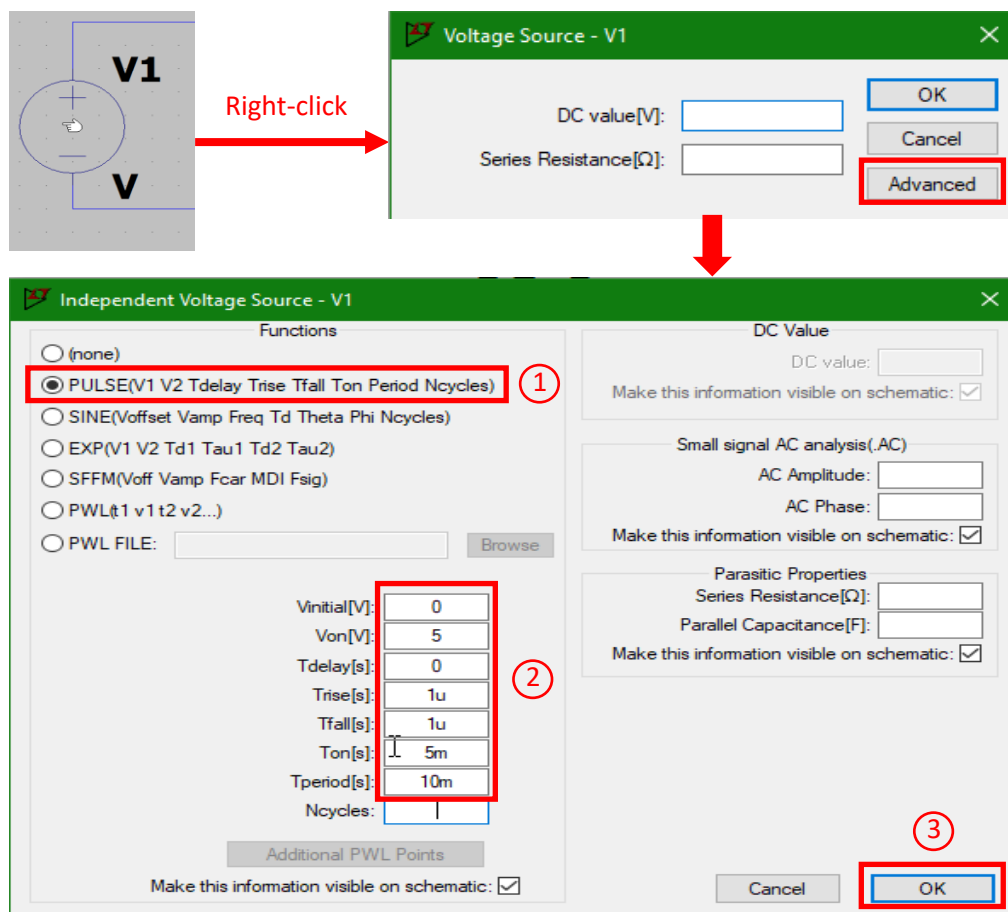 V1
V
Right-click
Voltage Source - V1
DC value[V]:
Series Resistance[Ω]:
OK
Cancel
Advanced
Independent Voltage Source - V1
Functions
(none)
PULSE(V1 V2 Tdelay Trise Tfall Ton Period Ncycles)
1
SINE(Voffset Vamp Freq Td Theta Phi Ncycles)
EXP(V1 V2 Td1 Tau1 Td2 Tau2)
SFFM(Voff Vamp Fcar MDI Fsig)
PWL(t1 v1 t2 v2...)
PWL FILE:
Browse
Vinitial[V]: 0
Von[V]: 5
Tdelay[s]: 0
Trise[s]: 1u
Tfall[s]: 1u
Ton[s]: 5m
Tperiod[s]: 10m
Ncycles:
2
Additional PWL Points
Make this information visible on schematic:
DC Value
DC value:
Make this information visible on schematic:
Small signal AC analysis(.AC)
AC Amplitude:
AC Phase:
Make this information visible on schematic:
Parasitic Properties
Series Resistance[Ω]:
Parallel Capacitance[F]:
Make this information visible on schematic:
3
Cancel
OK